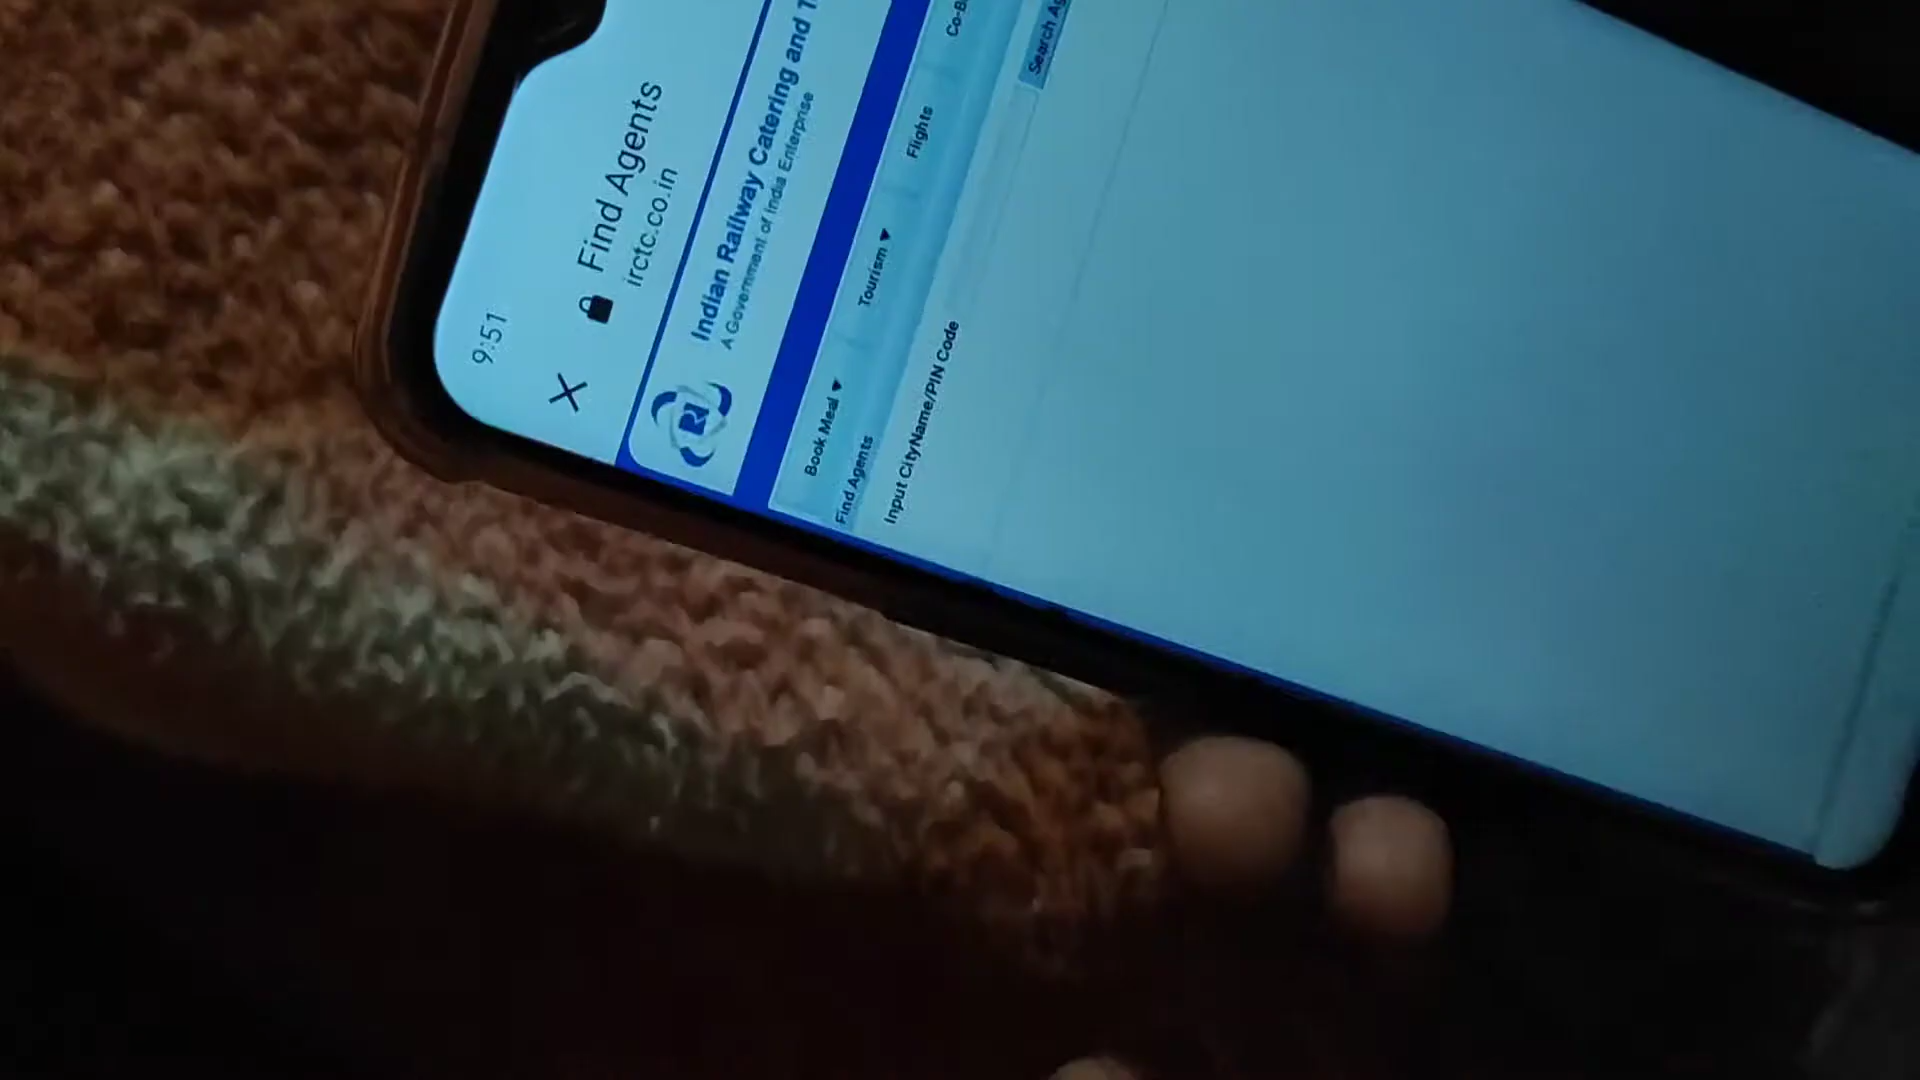 9:51
Find Agents
irctc.co.in
Indian Railway Catering and
A Government of India Enterprise
Book Meal Tourism Flights
Find Agents
Input CityName/PIN Code
Search